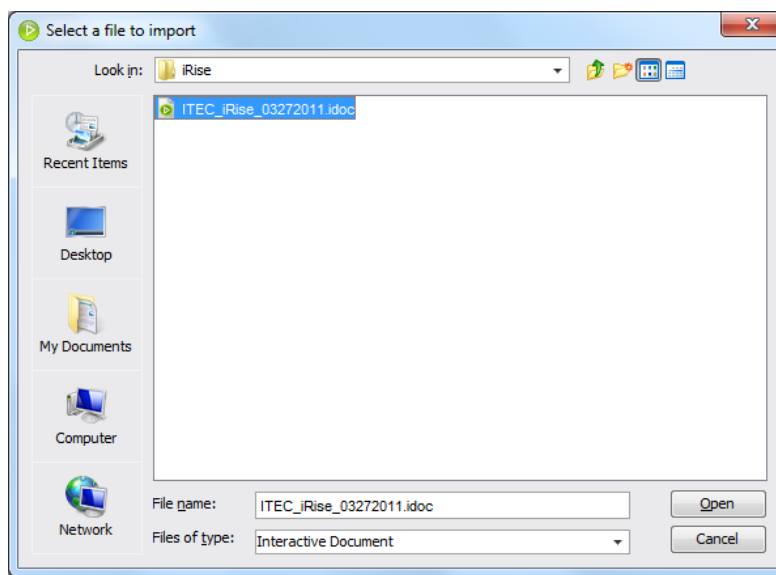 Select a file to import
Look in: iRise
ITEC_iRise_03272011.idoc
Recent Items
Desktop
My Documents
Computer
Network
File name: ITEC_iRise_03272011.idoc Open
Files of type: Interactive Document Cancel